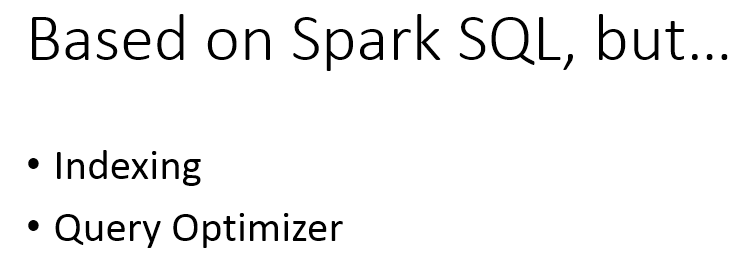 Based on Spark SQL, but...
• Indexing
• Query Optimizer